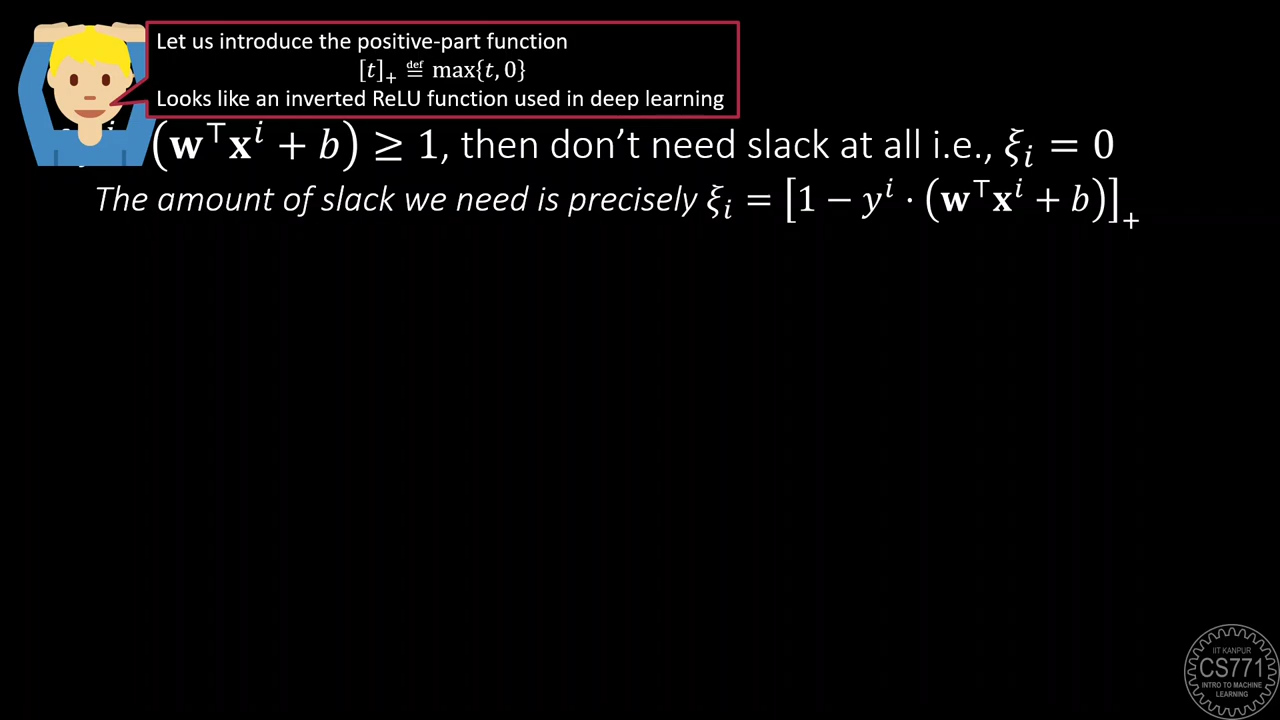 Let us introduce the positive-part function
[t]₊ ≝ max{t, 0}
Looks like an inverted ReLU function used in deep learning
(𝐰ᵀ𝐱ⁱ + b) ≥ 1, then don't need slack at all i.e., ξᵢ = 0
The amount of slack we need is precisely ξᵢ = [1 − yⁱ · (𝐰ᵀ𝐱ⁱ + b)]₊
IIT KANPUR
CS771
INTRO TO MACHINE
LEARNING